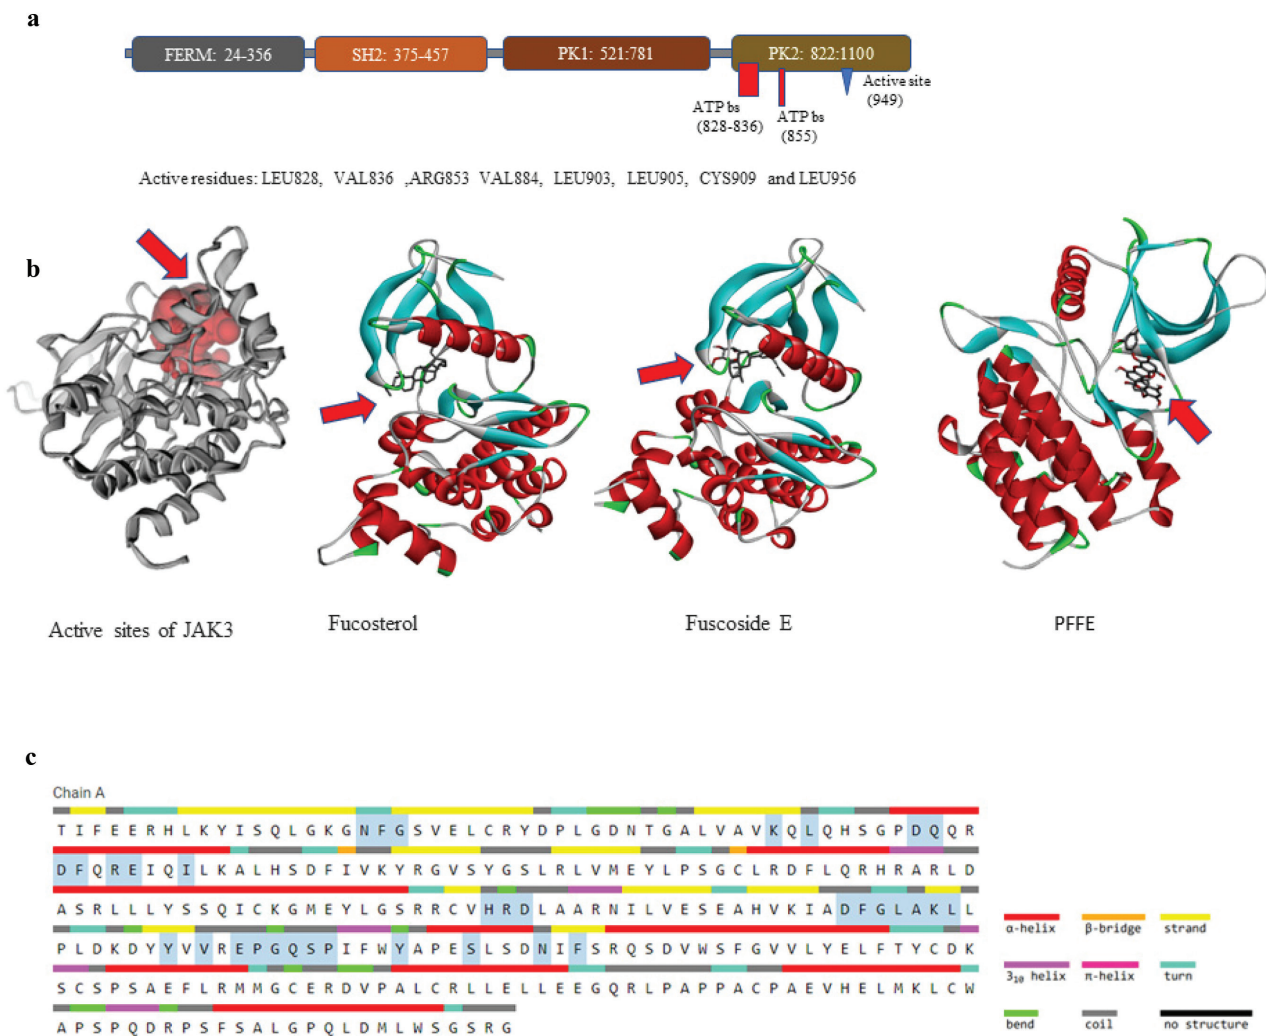 a
FERM: 24-356
SH2: 375-457
PK1: 521:781
PK2: 822:1100
ATP bs
(828-836)
ATP bs
(855)
Active site
(949)
Active residues: LEU828, VAL836 ,ARG853 VAL884, LEU903, LEU905, CYS909 and LEU956
b
Active sites of JAK3
Fucosterol
Fuscoside E
PFFE
c
Chain A
T I F E E R H L K Y I S Q L G K G N F G S V E L C R Y D P L G D N T G A L V A V K Q L Q H S G P D Q Q R
D F Q R E I Q I L K A L H S D F I V K Y R G V S Y G S L R L V M E Y L P S G C L R D F L Q R H R A R L D
A S R L L L Y S S Q I C K G M E Y L G S R R C V H R D L A A R N I L V E S E A H V K I A D F G L A K L L
P L D K D Y Y V V R E P G Q S P I F W Y A P E S L S D N I F S R Q S D V W S F G V V L Y E L F T Y C D K
S C S P S A E F L R M M G C E R D V P A L C R L L E L L E E G Q R L P A P P A C P A E V H E L M K L C W
A P S P Q D R P S F S A L G P Q L D M L W S G S R G
α-helix
β-bridge
strand
3₁₀ helix
π-helix
turn
bend
coil
no structure